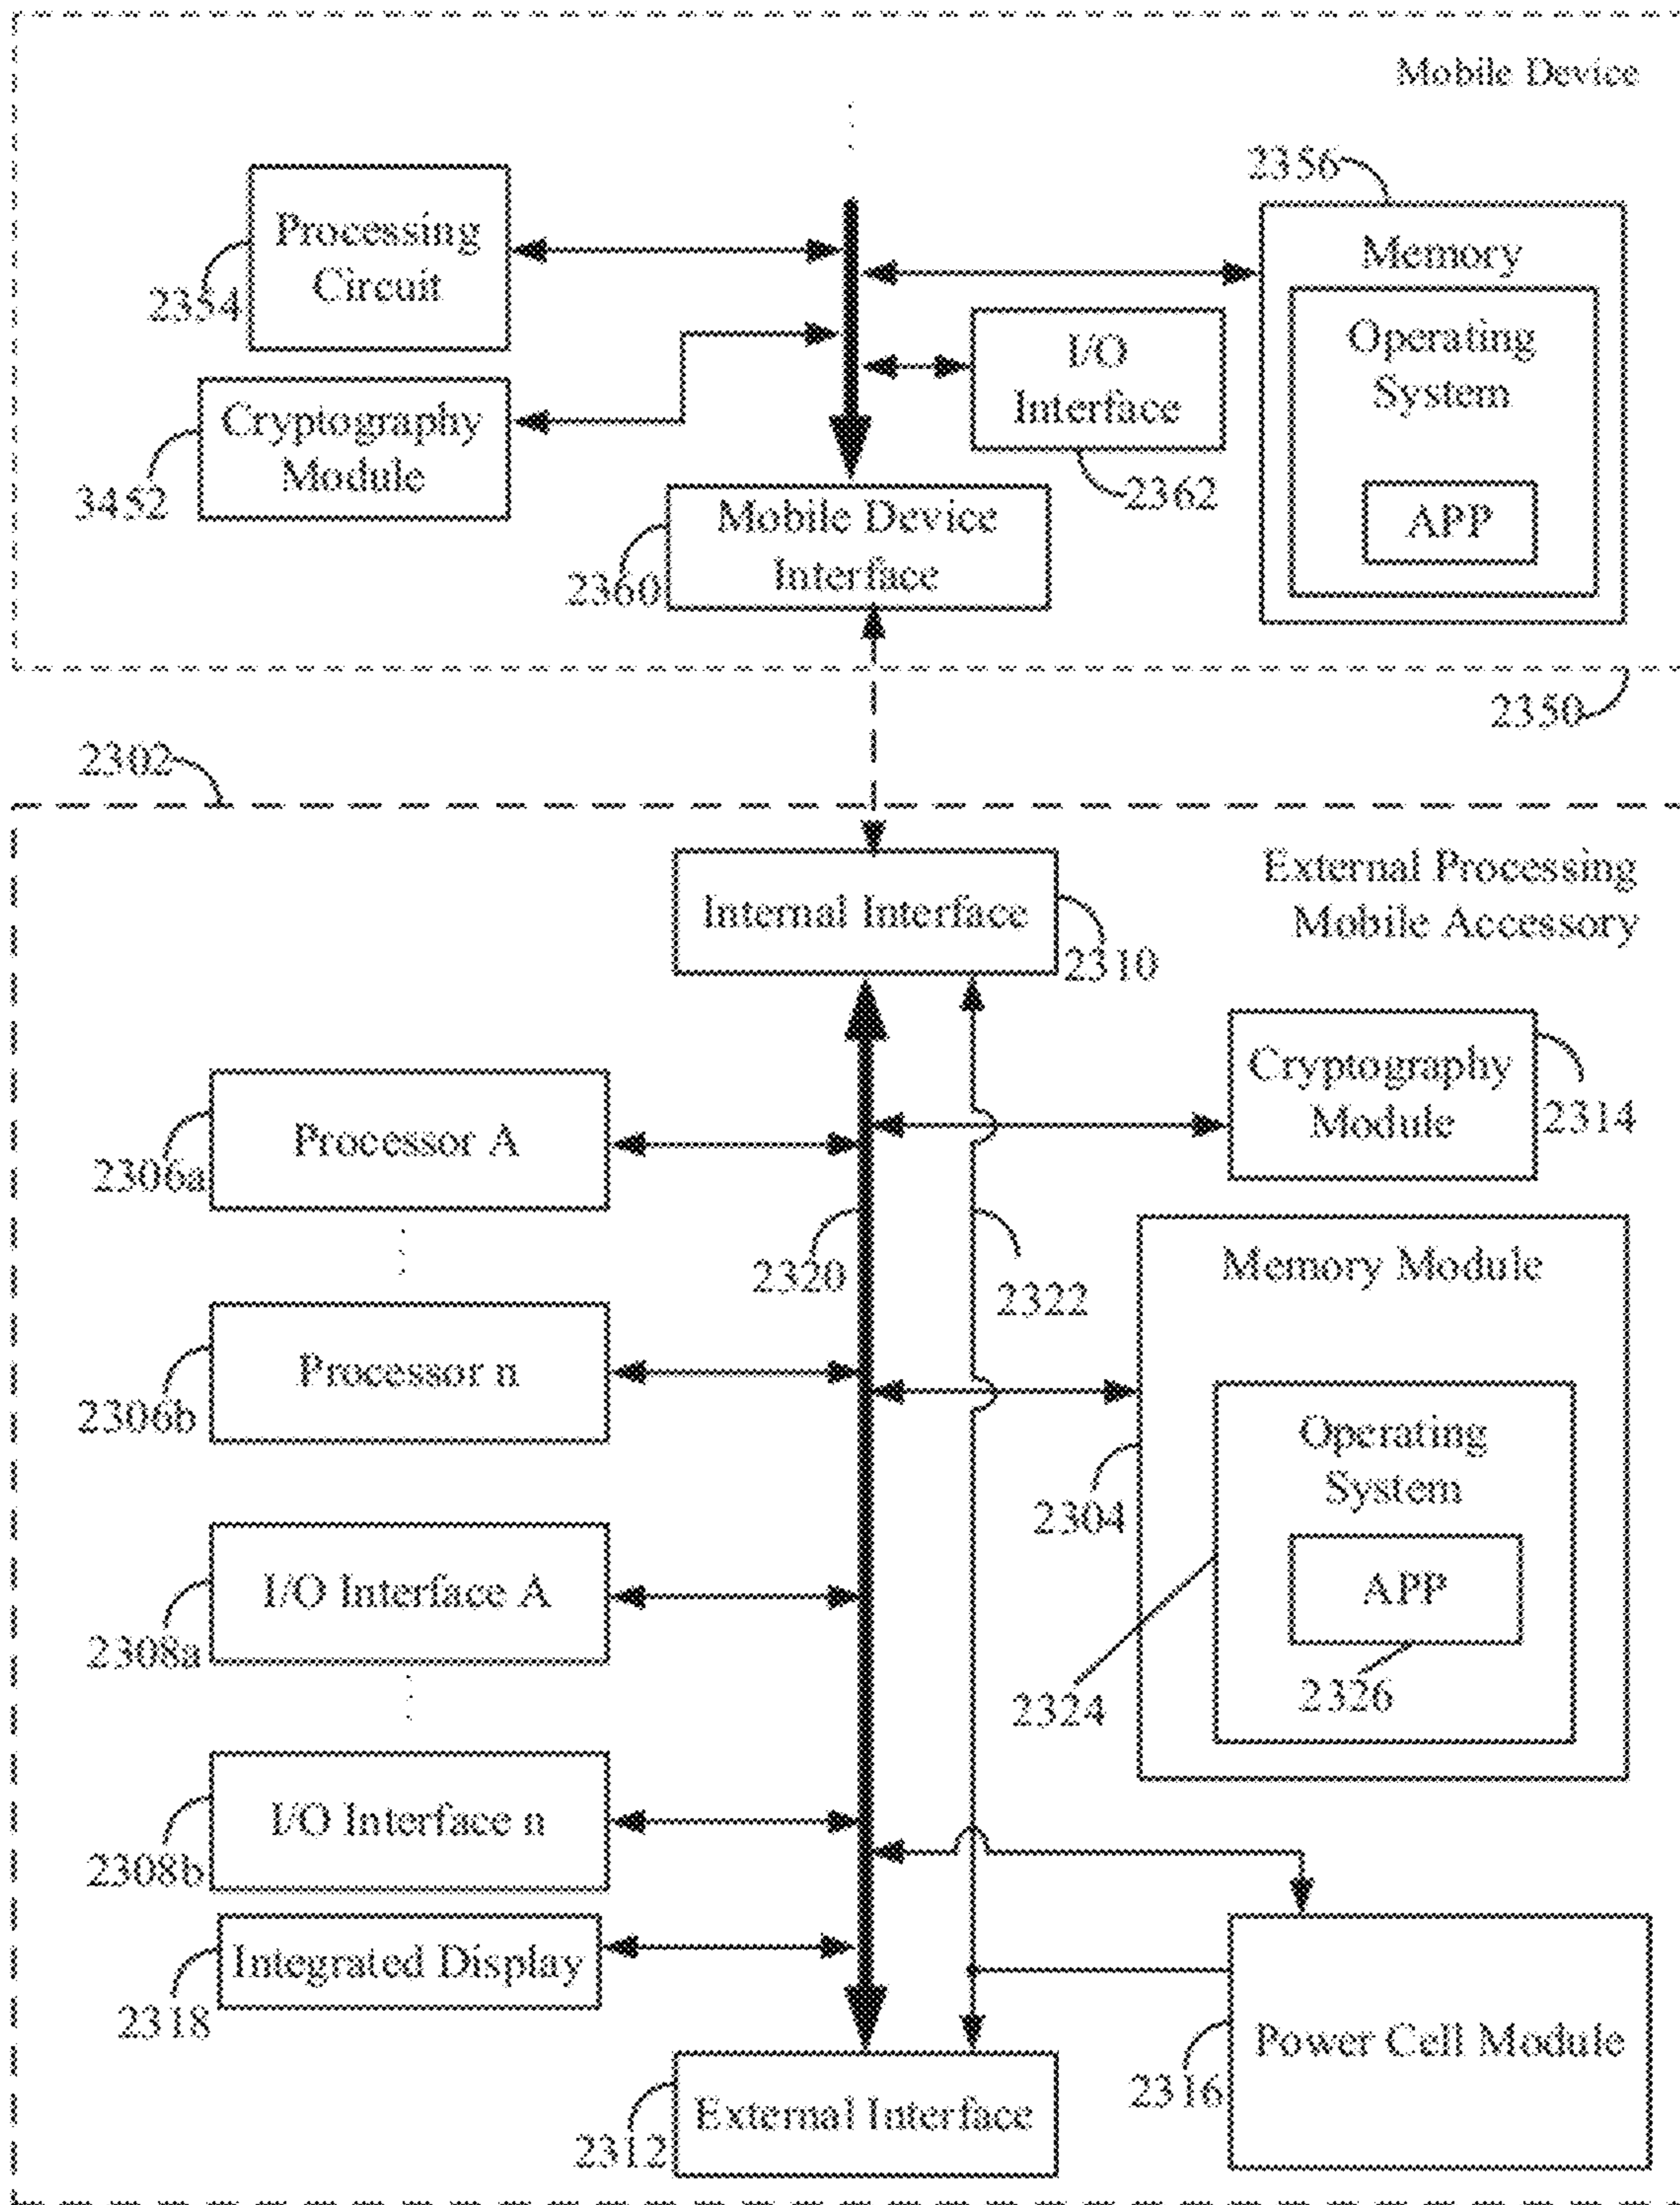 Mobile Device
2356
Processing
Circuit
2354
Memory
Operating
System
APP
I/O
Interface
2362
Cryptography
Module
3452
Mobile Device
Interface
2360
2350
2302
External Processing
Mobile Accessory
Internal Interface
2310
Cryptography
Module
2314
Processor A
2306a
2320
2322
Memory Module
Processor n
2306b
Operating
System
2304
APP
I/O Interface A
2308a
2324
2326
I/O Interface n
2308b
Integrated Display
2318
Power Cell Module
2316
External Interface
2312